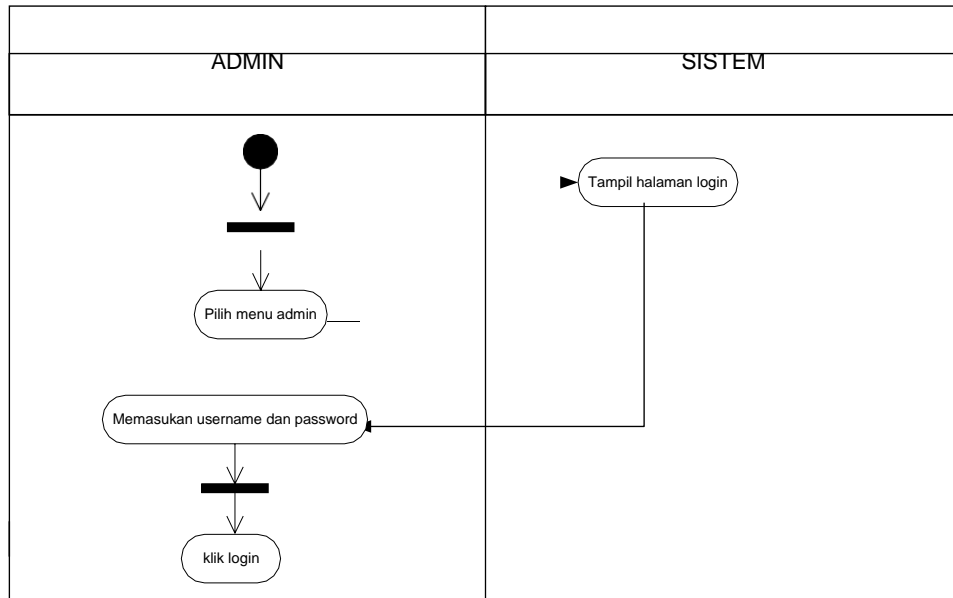 ADMIN
SISTEM
Tampil halaman login
Pilih menu admin
Memasukan username dan password
klik login